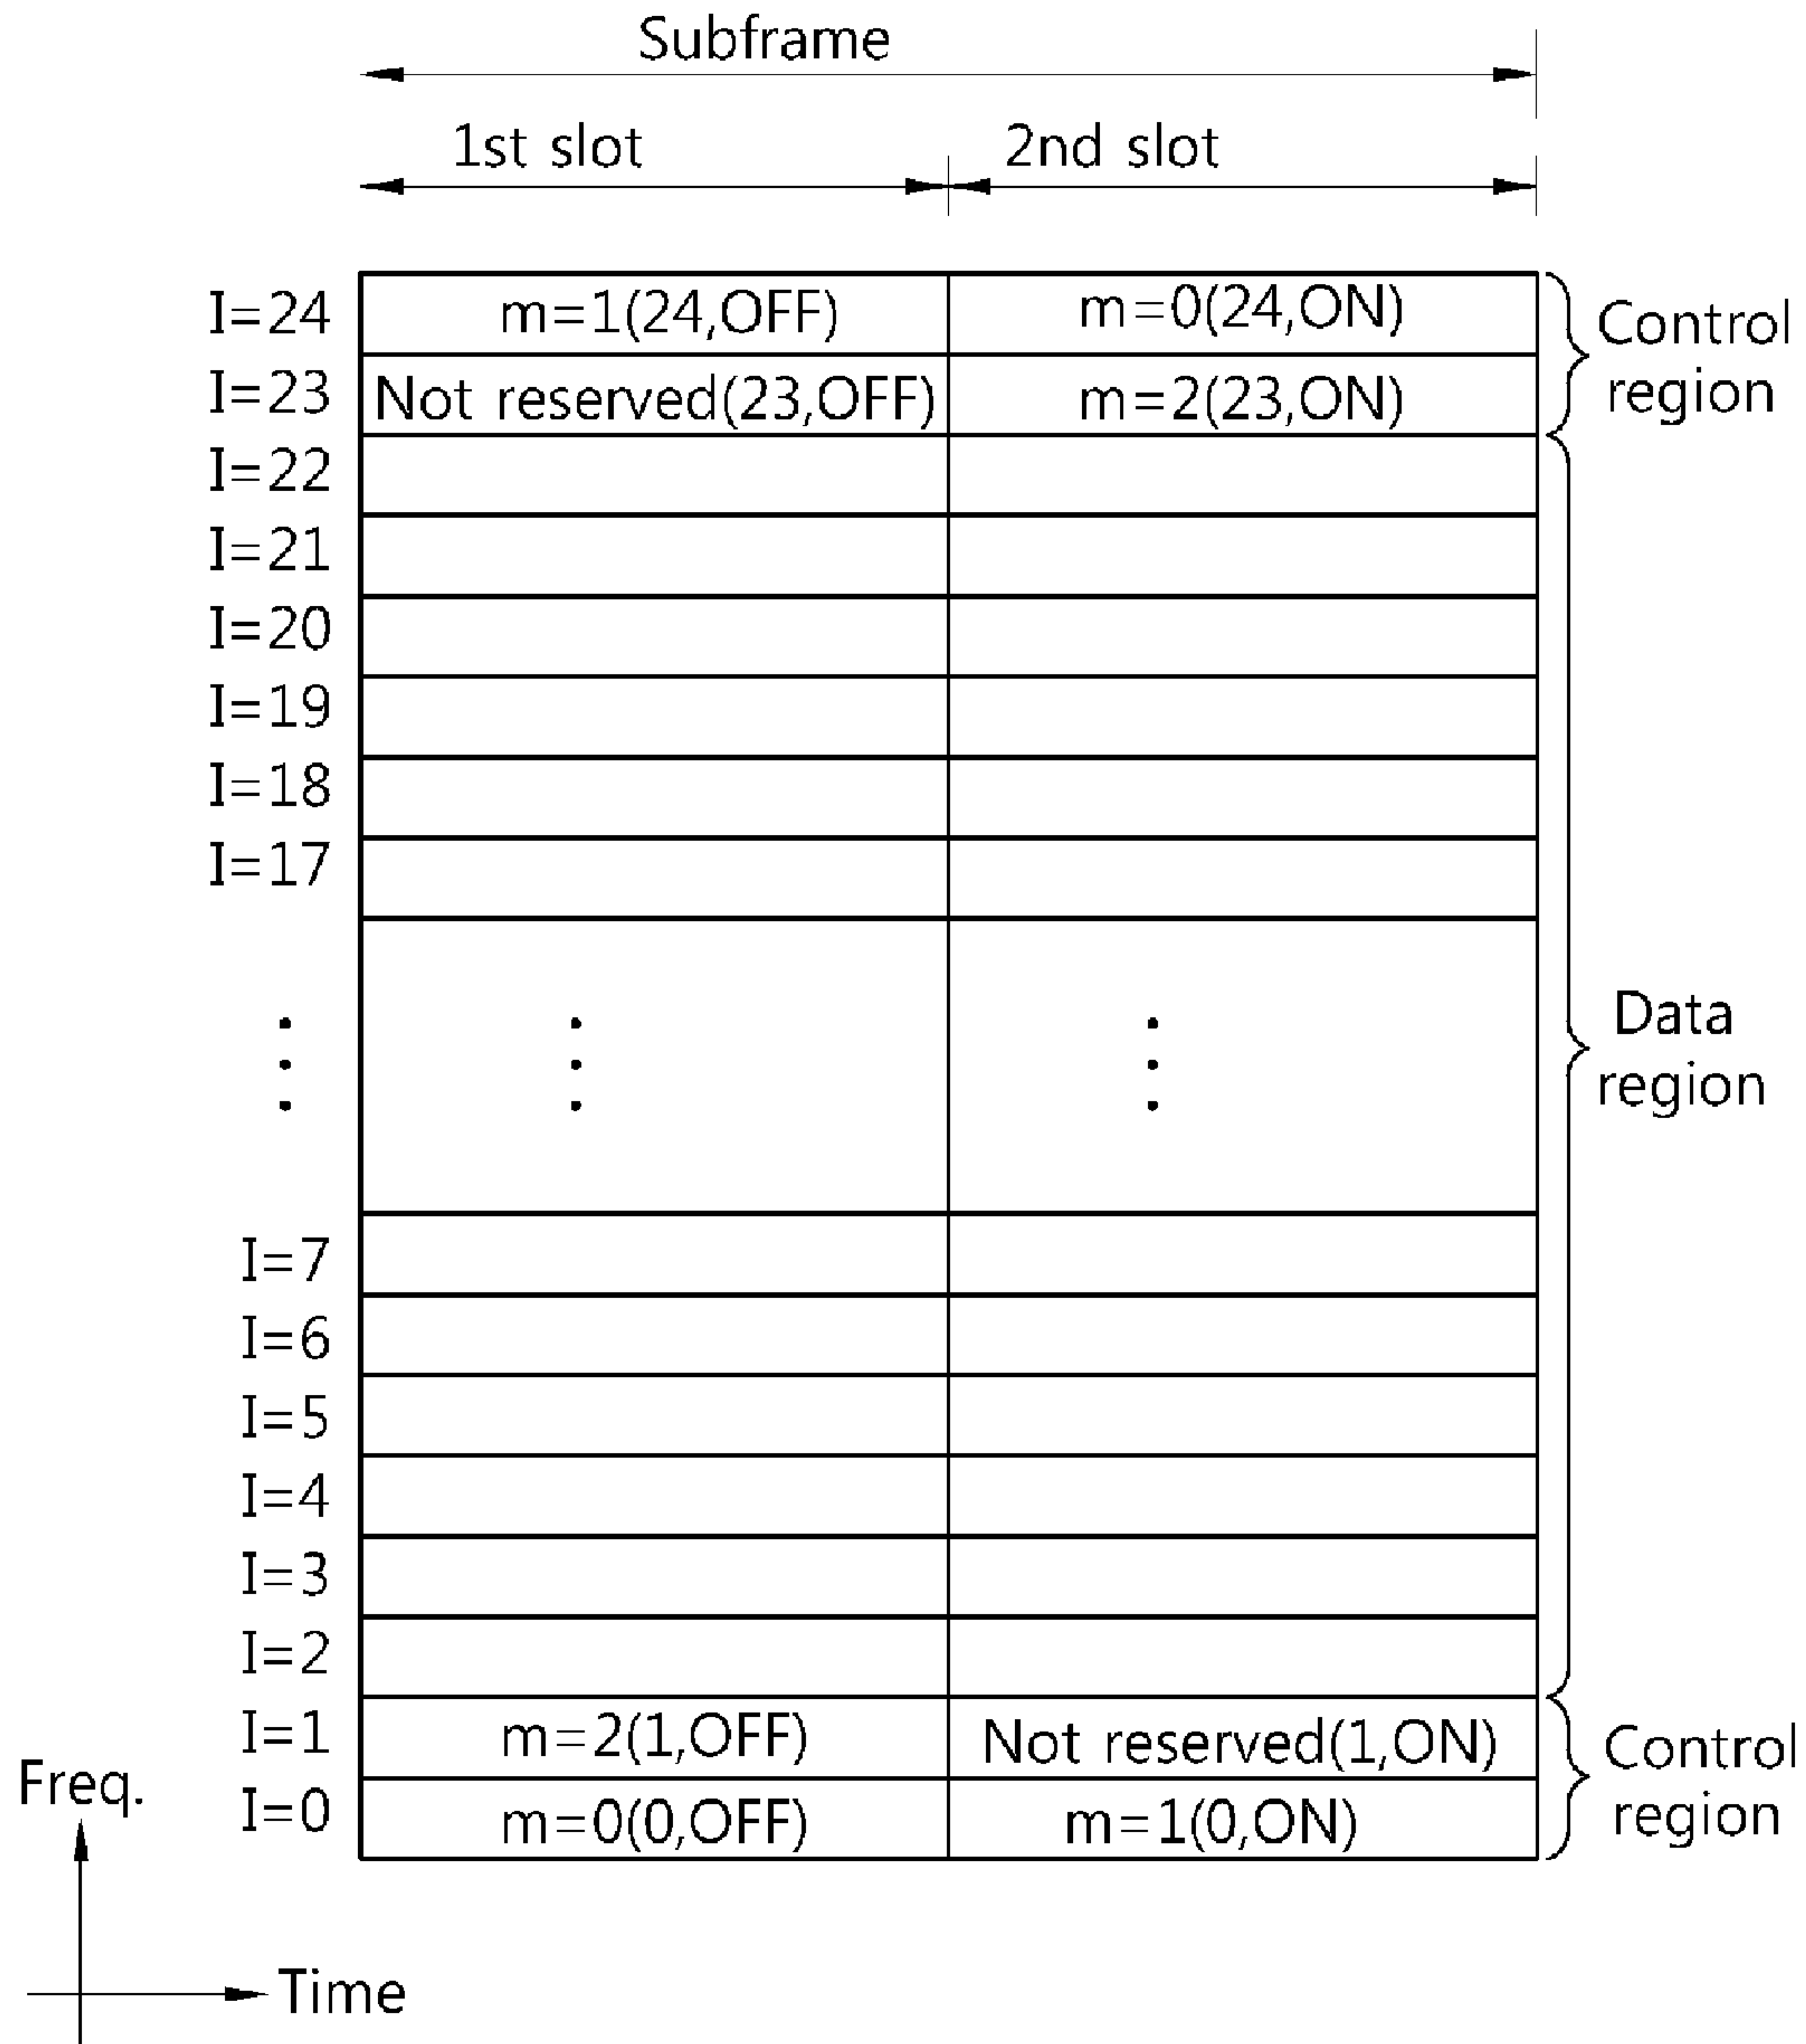 Subframe
1st slot
2nd slot
I=24
m=1(24,OFF)
m=0(24,ON)
Control
region
I=23
Not reserved(23,OFF)
m=2(23,ON)
I=22
I=21
I=20
I=19
I=18
I=17
Data
region
I=7
I=6
I=5
I=4
I=3
I=2
I=1
m=2(1,OFF)
Not reserved(1,ON)
Control
region
I=0
m=0(0,OFF)
m=1(0,ON)
Freq.
Time